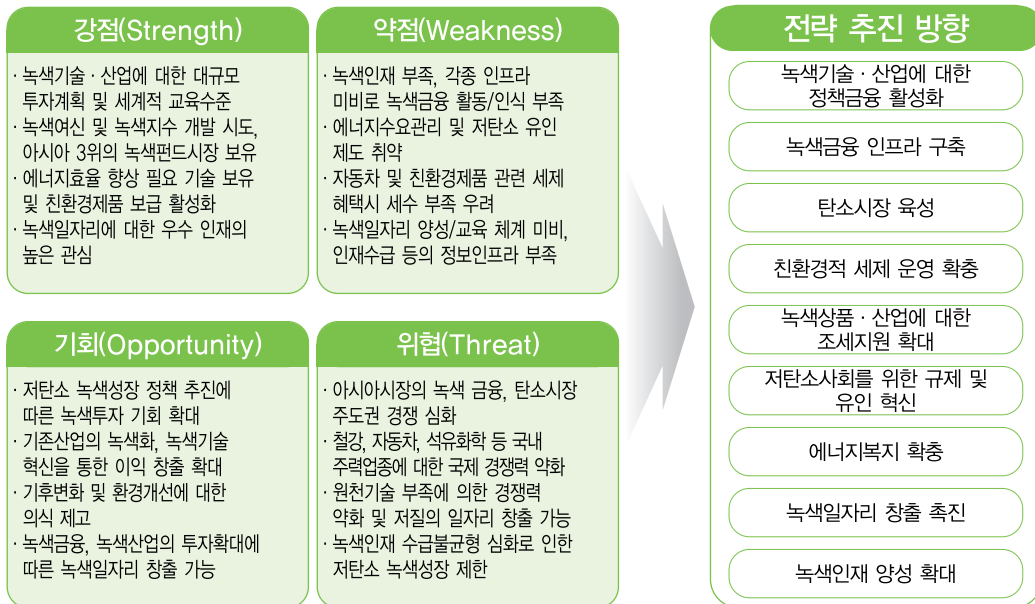 강점(Strength)
· 녹색기술 · 산업에 대한 대규모
투자계획 및 세계적 교육수준
· 녹색여신 및 녹색지수 개발 시도,
아시아 3위의 녹색펀드시장 보유
· 에너지효율 향상 필요 기술 보유
및 친환경제품 보급 활성화
· 녹색일자리에 대한 우수 인재의
높은 관심
약점(Weakness)
· 녹색인재 부족, 각종 인프라
미비로 녹색금융 활동/인식 부족
· 에너지수요관리 및 저탄소 유인
제도 취약
· 자동차 및 친환경제품 관련 세제
혜택시 세수 부족 우려
· 녹색일자리 양성/교육 체계 미비,
인재수급 등의 정보인프라 부족
기회(Opportunity)
· 저탄소 녹색성장 정책 추진에
따른 녹색투자 기회 확대
· 기존산업의 녹색화, 녹색기술
혁신을 통한 이익 창출 확대
· 기후변화 및 환경개선에 대한
의식 제고
· 녹색금융, 녹색산업의 투자확대에
따른 녹색일자리 창출 가능
위협(Threat)
· 아시아시장의 녹색 금융, 탄소시장
주도권 경쟁 심화
· 철강, 자동차, 석유화학 등 국내
주력업종에 대한 국제 경쟁력 약화
· 원천기술 부족에 의한 경쟁력
약화 및 저질의 일자리 창출 가능
· 녹색인재 수급불균형 심화로 인한
저탄소 녹색성장 제한
전략 추진 방향
녹색기술 · 산업에 대한
정책금융 활성화
녹색금융 인프라 구축
탄소시장 육성
친환경적 세제 운영 확충
녹색상품 · 산업에 대한
조세지원 확대
저탄소사회를 위한 규제 및
유인 혁신
에너지복지 확충
녹색일자리 창출 촉진
녹색인재 양성 확대